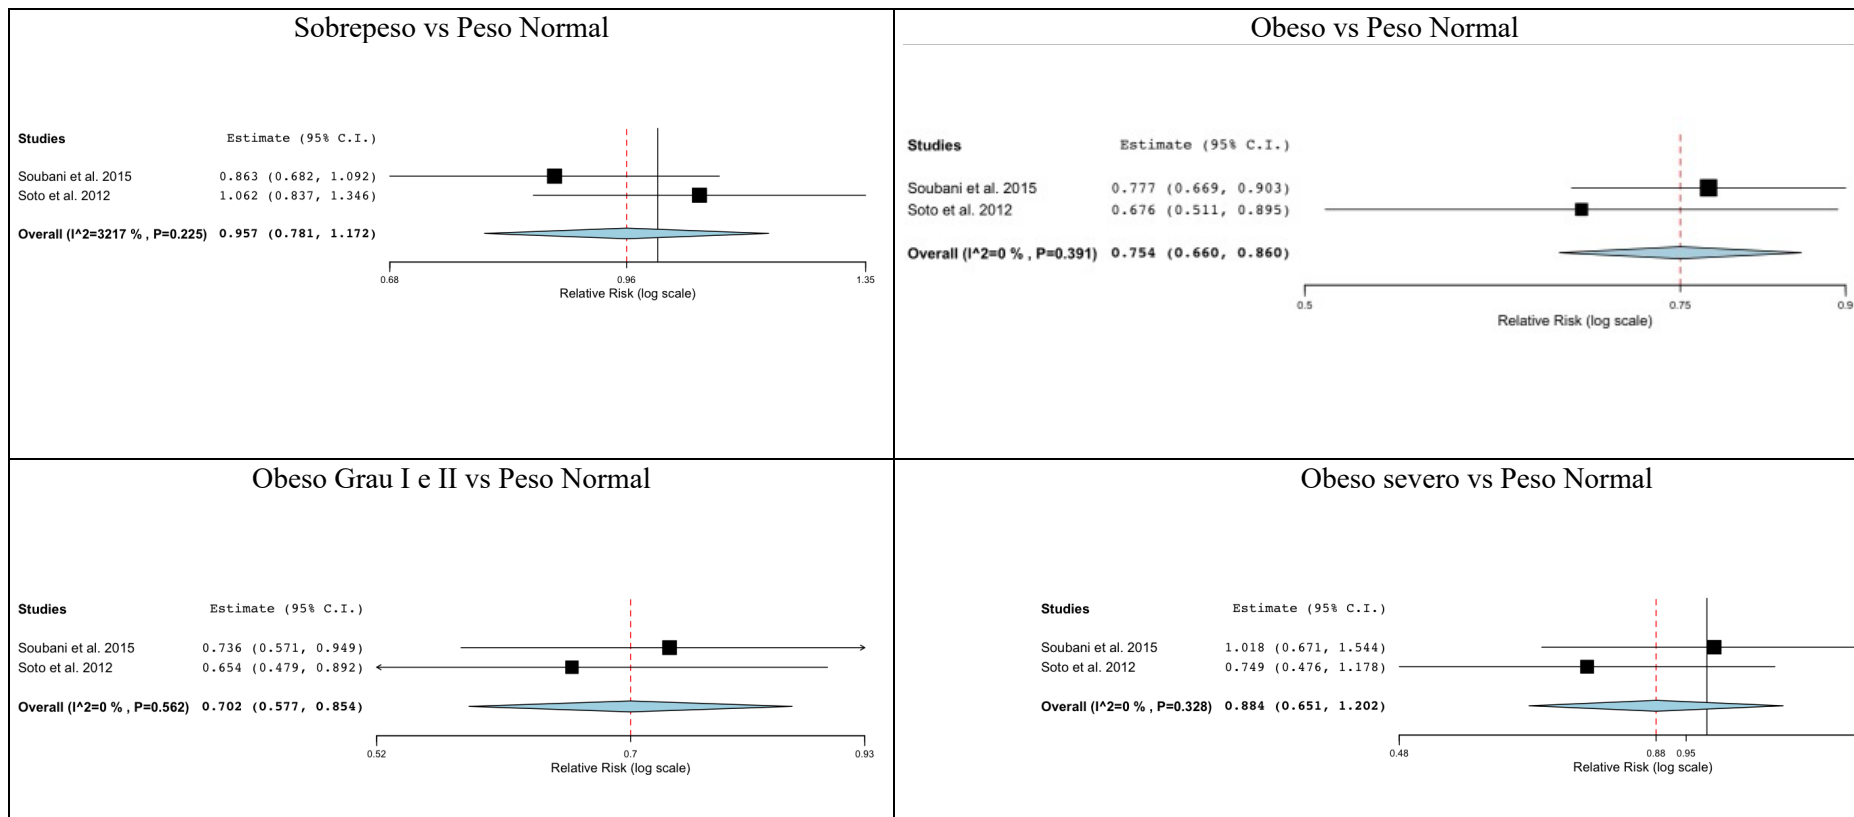 Sobrepeso vs Peso Normal
Studies Estimate (95% C.I.)
Soubani et al. 2015 0.863 (0.682, 1.092)
Soto et al. 2012 1.062 (0.837, 1.346)
Overall (I^2=3217 % , P=0.225) 0.957 (0.781, 1.172)
0.68 0.96 1.35
Relative Risk (log scale)
Obeso vs Peso Normal
Studies Estimate (95% C.I.)
Soubani et al. 2015 0.777 (0.669, 0.903)
Soto et al. 2012 0.676 (0.511, 0.895)
Overall (I^2=0 % , P=0.391) 0.754 (0.660, 0.860)
0.5 0.75 0.9
Relative Risk (log scale)
Obeso Grau I e II vs Peso Normal
Studies Estimate (95% C.I.)
Soubani et al. 2015 0.736 (0.571, 0.949)
Soto et al. 2012 0.654 (0.479, 0.892)
Overall (I^2=0 % , P=0.562) 0.702 (0.577, 0.854)
0.52 0.7 0.93
Relative Risk (log scale)
Obeso severo vs Peso Normal
Studies Estimate (95% C.I.)
Soubani et al. 2015 1.018 (0.671, 1.544)
Soto et al. 2012 0.749 (0.476, 1.178)
Overall (I^2=0 % , P=0.328) 0.884 (0.651, 1.202)
0.48 0.88 0.95
Relative Risk (log scale)